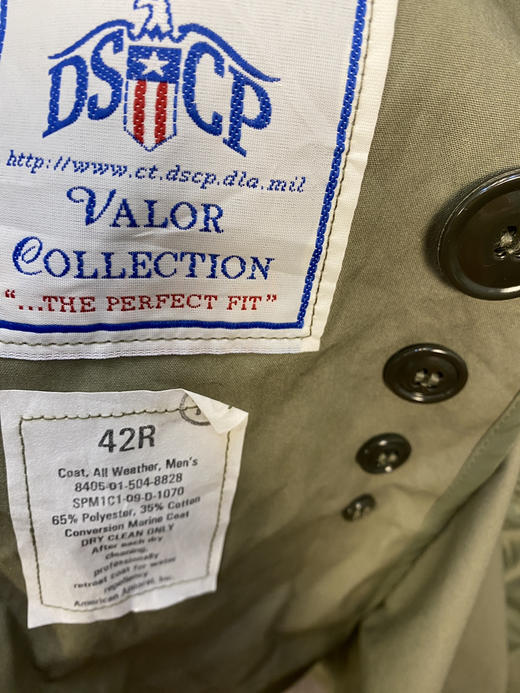 DSCP
http://www.ct.dscp.dla.mil
VALOR
COLLECTION
"...THE PERFECT FIT"
42R
Coat, All Weather, Men's
8405-01-504-8828
SPM1C1-09-D-1070
65% Polyester, 35% Cotton
Conversion Marine Coat
DRY CLEAN ONLY
After each dry
cleaning,
professionally
retreat coat for water
repellency
American Apparel, Inc.